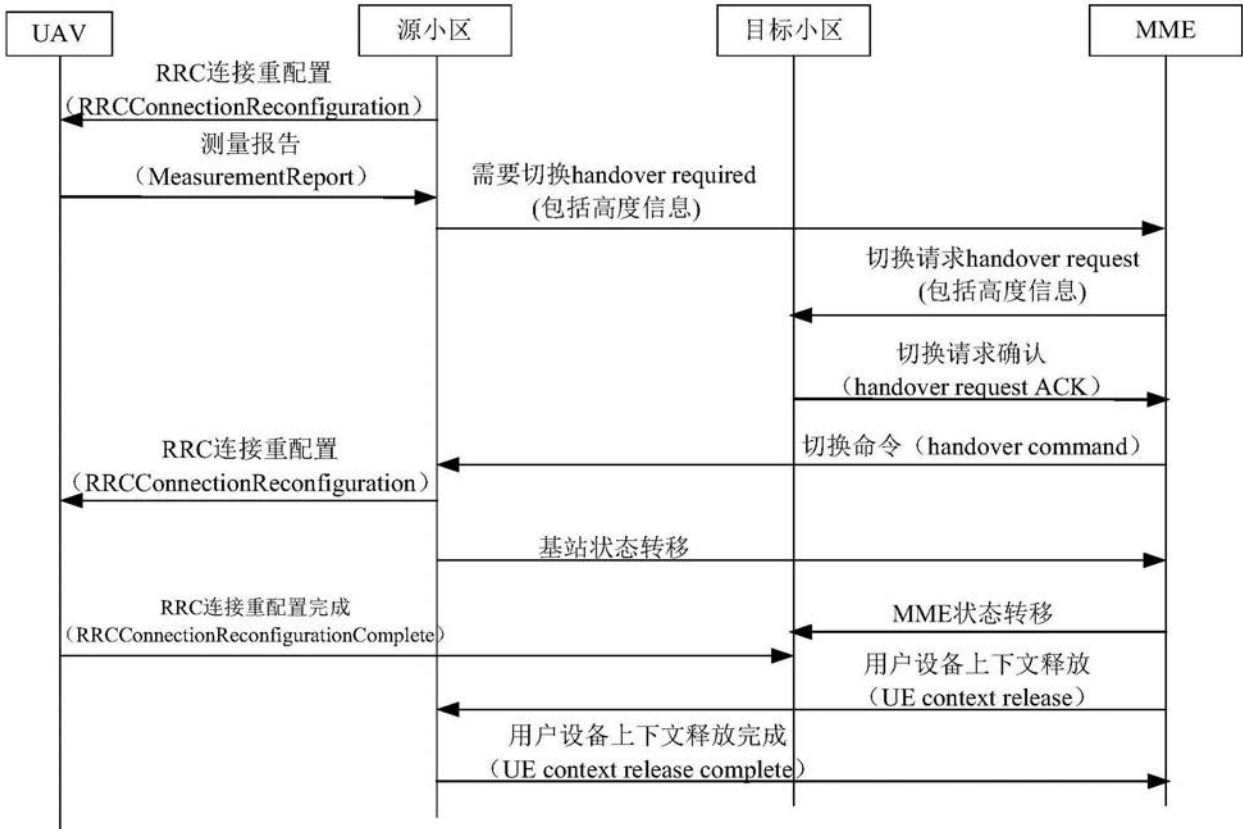 UAV
源小区
目标小区
MME
RRC连接重配置
（RRCConnectionReconfiguration）
测量报告
（MeasurementReport）
需要切换handover required
(包括高度信息)
切换请求handover request
(包括高度信息)
切换请求确认
（handover request ACK）
切换命令（handover command）
RRC连接重配置
（RRCConnectionReconfiguration）
基站状态转移
RRC连接重配置完成
（RRCConnectionReconfigurationComplete）
MME状态转移
用户设备上下文释放
（UE context release）
用户设备上下文释放完成
（UE context release complete）